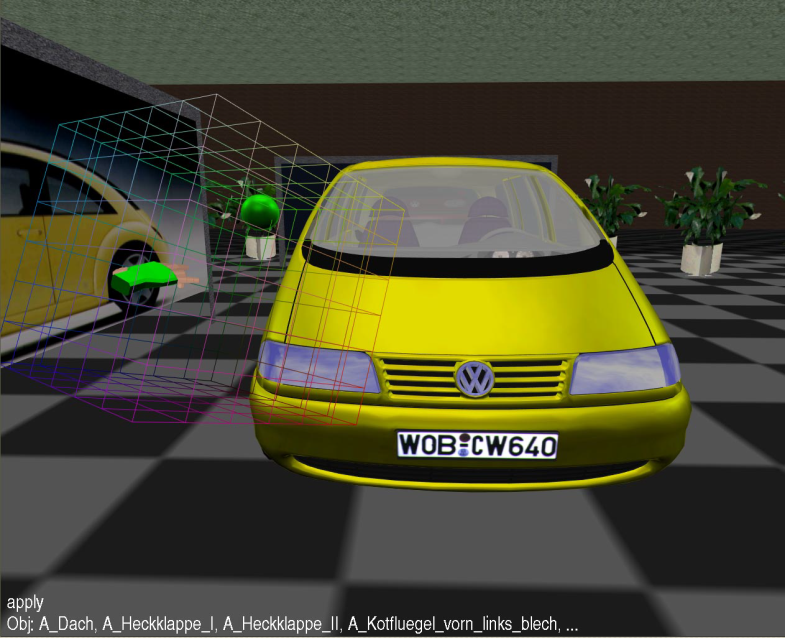 WOB CW640
apply
Obj: A_Dach, A_Heckklappe_I, A_Heckklappe_II, A_Kotfluegel_vorn_links_blech, ...